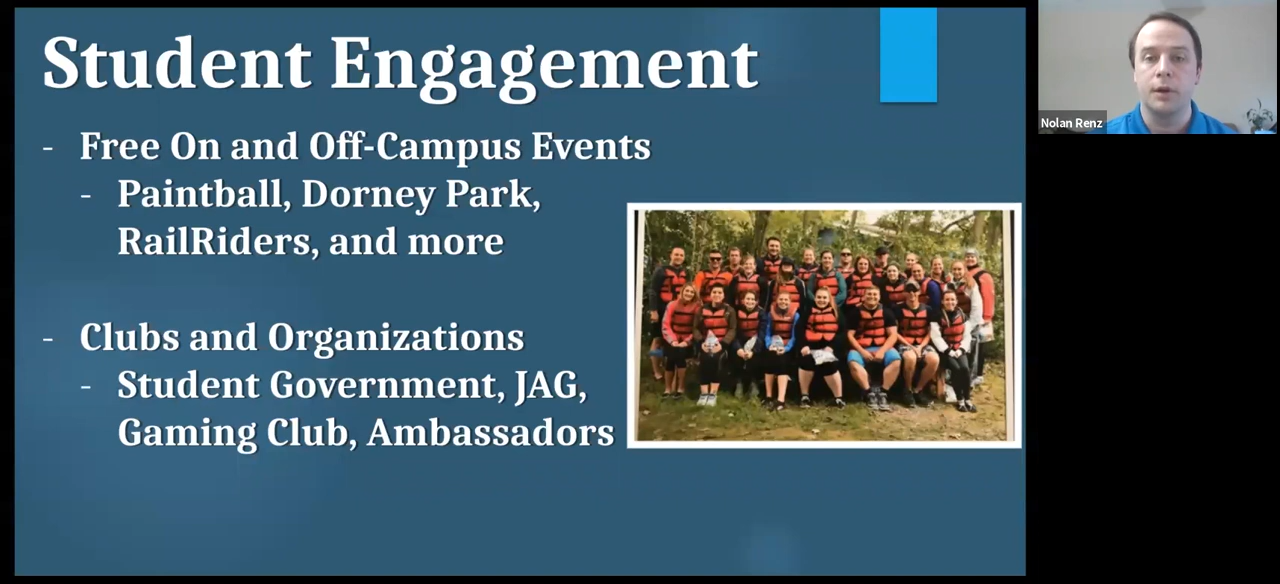 Student Engagement
- Free On and Off-Campus Events
- Paintball, Dorney Park,
RailRiders, and more
- Clubs and Organizations
- Student Government, JAG,
Gaming Club, Ambassadors
Nolan Renz